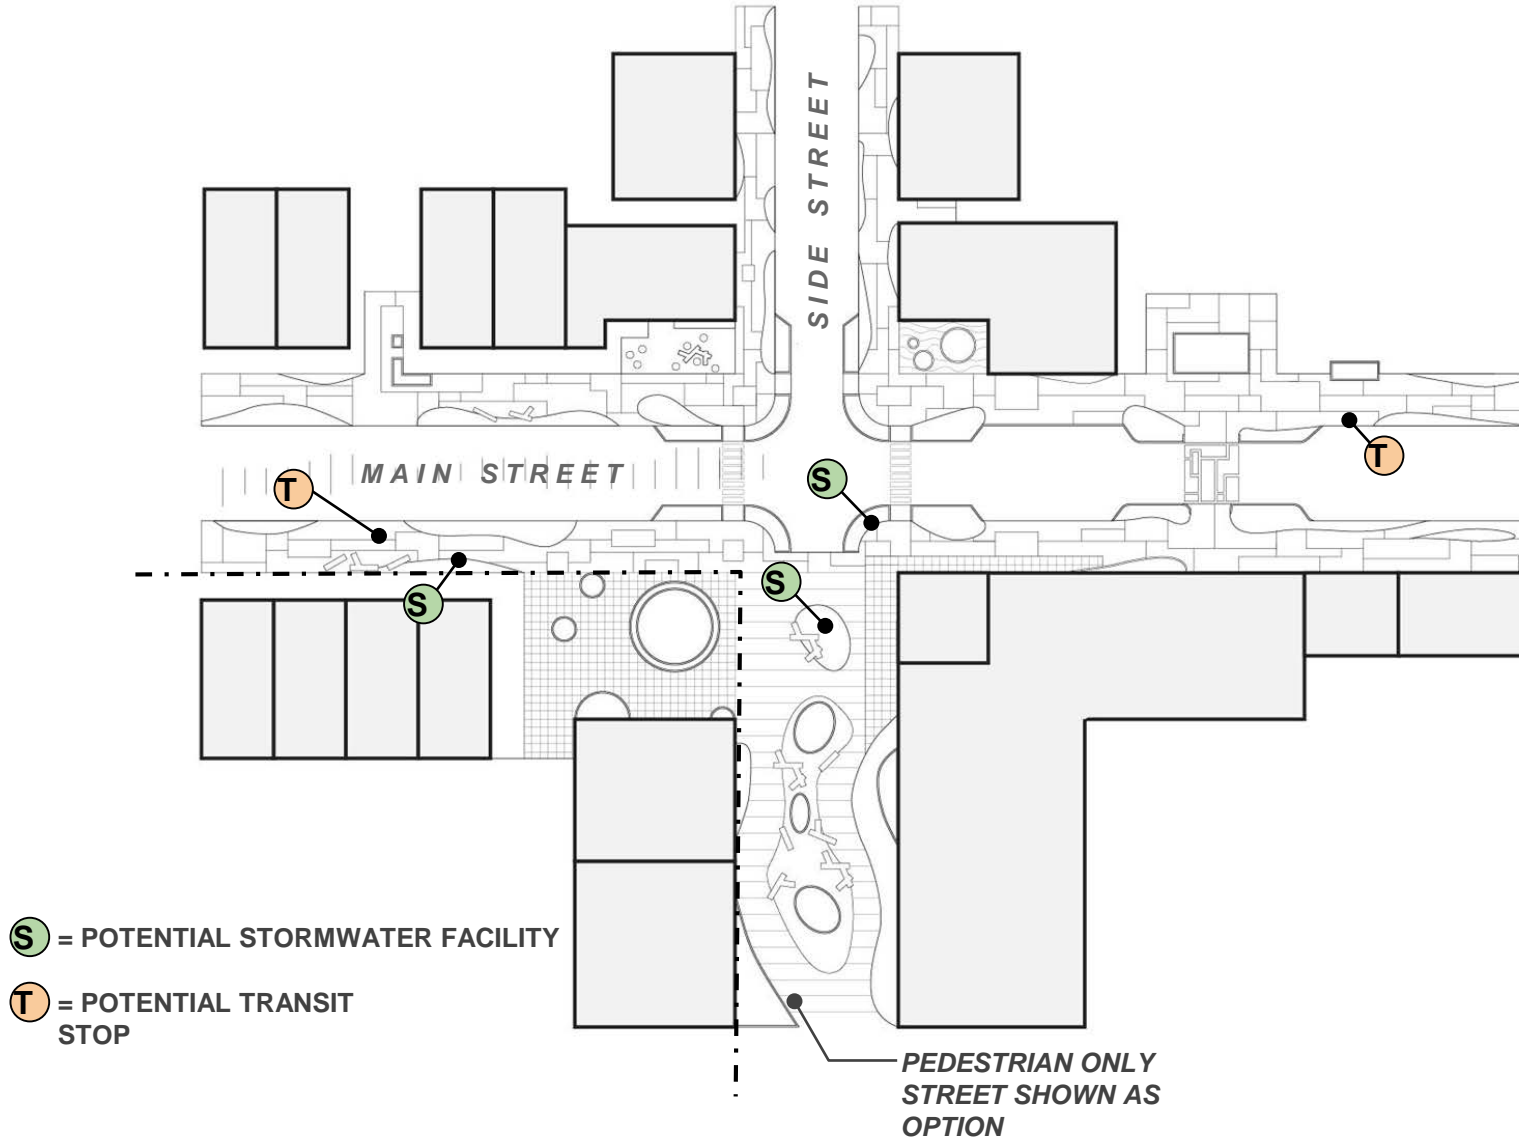 SIDE STREET
MAIN STREET
T
T
S
S
S
S = POTENTIAL STORMWATER FACILITY
T = POTENTIAL TRANSIT
STOP
PEDESTRIAN ONLY
STREET SHOWN AS
OPTION